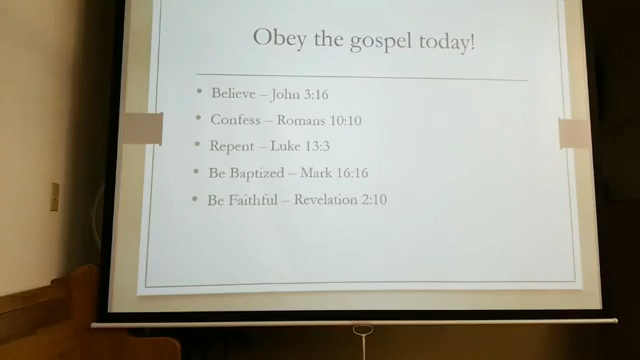 Obey the gospel today!
• Believe – John 3:16
• Confess – Romans 10:10
• Repent – Luke 13:3
• Be Baptized – Mark 16:16
• Be Faithful – Revelation 2:10